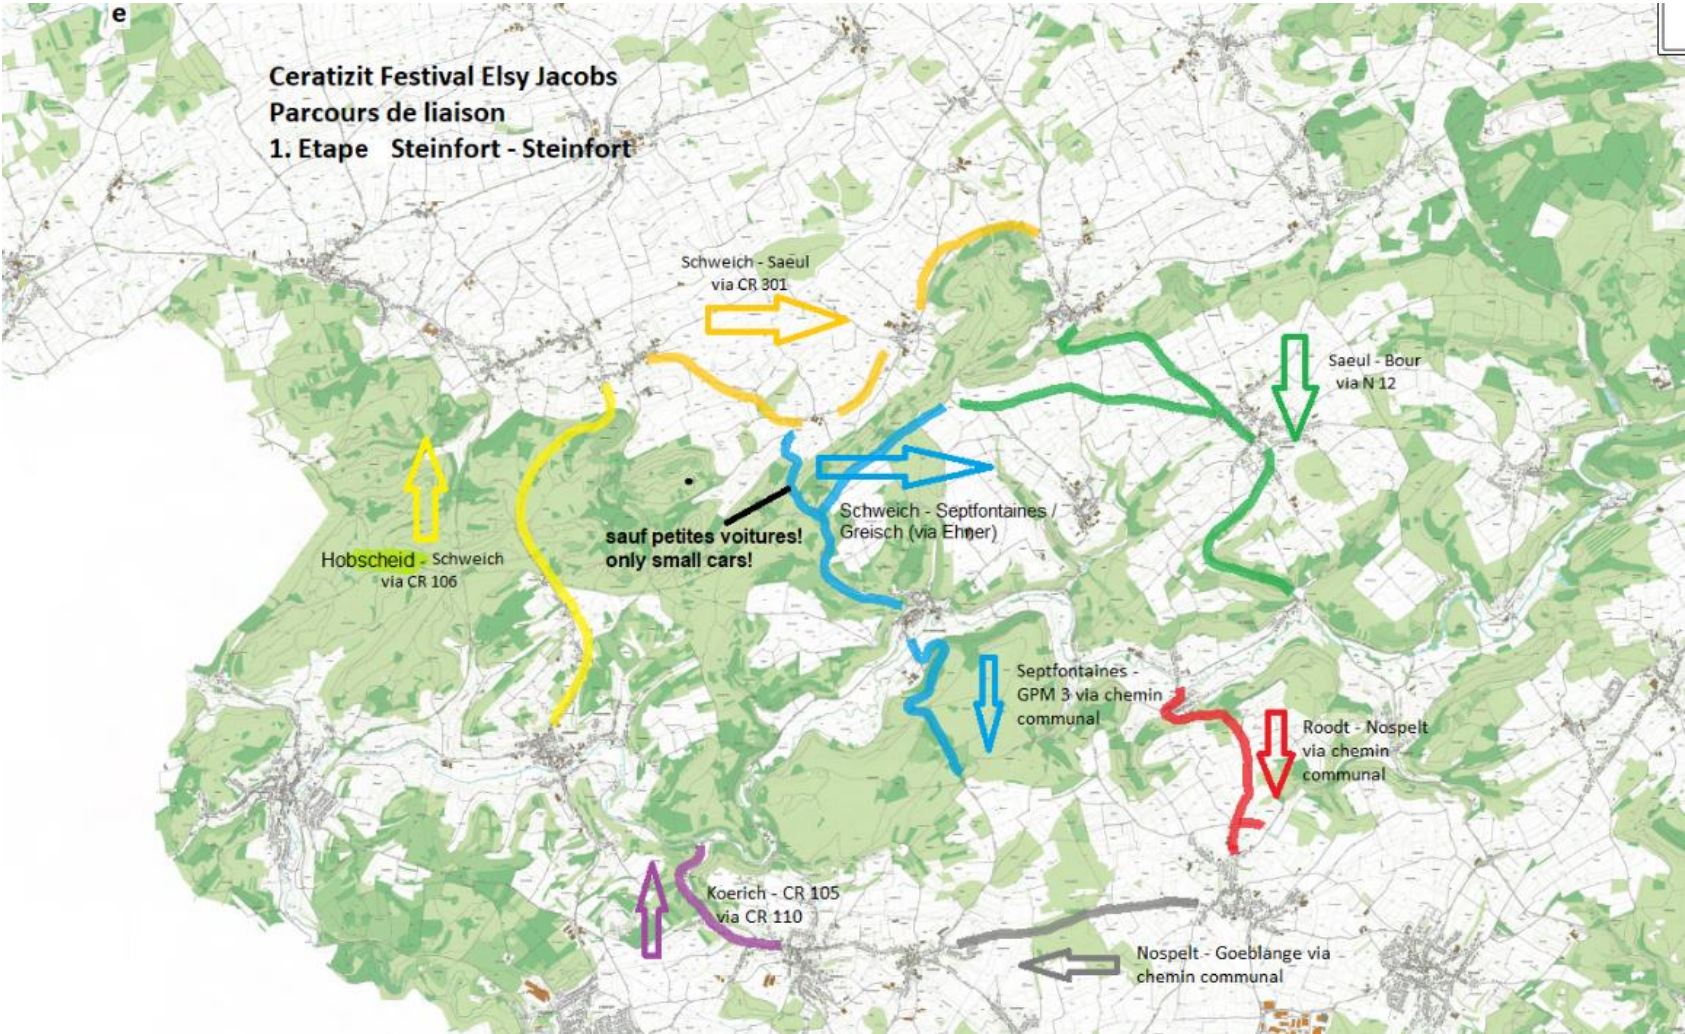 e
Ceratizit Festival Elsy Jacobs
Parcours de liaison
1. Etape Steinfort - Steinfort
Schweich - Saeul
via CR 301
Saeul - Bour
via N 12
Schweich - Septfontaines /
Greisch (via Ehner)
sauf petites voitures!
only small cars!
Hobscheid - Schweich
via CR 106
Septfontaines -
GPM 3 via chemin
communal
Roodt - Nospelt
via chemin
communal
Koerich - CR 105
via CR 110
Nospelt - Goeblange via
chemin communal